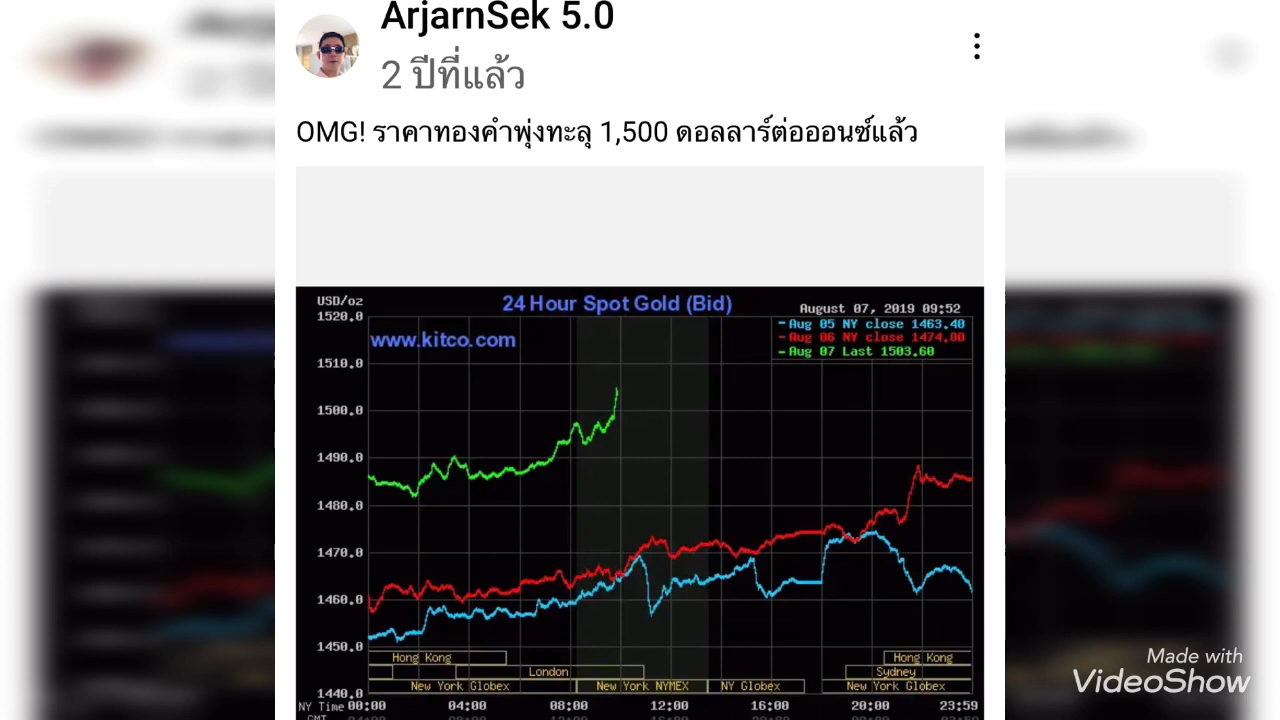 ArjarnSek 5.0
2 ปีที่แล้ว
OMG! ราคาทองคำพุ่งทะลุ 1,500 ดอลลาร์ต่อออนซ์แล้ว
USD/oz
24 Hour Spot Gold (Bid)
August 07, 2019 09:52
www.kitco.com
Aug 05 NY close 1463.40
Aug 06 NY close 1474.00
Aug 07 Last 1503.60
1520.0
1510.0
1500.0
1490.0
1480.0
1470.0
1460.0
1450.0
1440.0
Hong Kong
Hong Kong
London
Sydney
New York Globex
New York NYMEX
NY Globex
New York Globex
NY Time 00:00 04:00 08:00 12:00 16:00 20:00 23:59
Made with
VideoShow